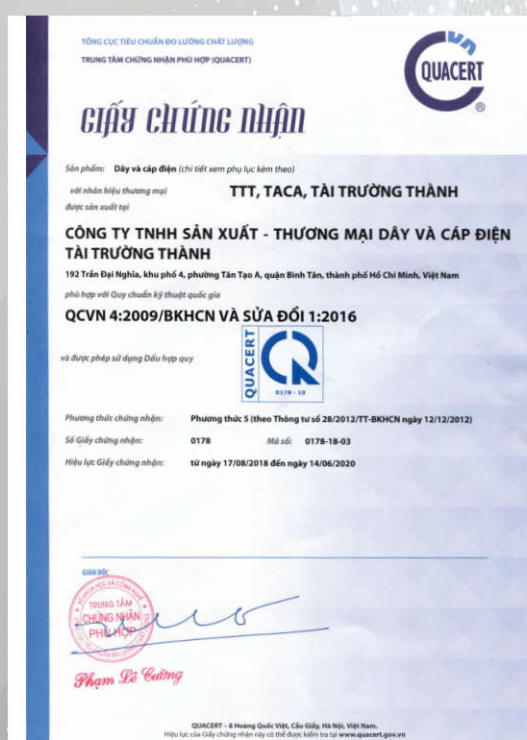 TỔNG CỤC TIÊU CHUẨN ĐO LƯỜNG CHẤT LƯỢNG
TRUNG TÂM CHỨNG NHẬN PHÙ HỢP (QUACERT)
QUACERT
®
GIẤY CHỨNG NHẬN
Sản phẩm: Dây và cáp điện (chi tiết xem phụ lục kèm theo)
với nhãn hiệu thương mại TTT, TACA, TÀI TRƯỜNG THÀNH
được sản xuất tại
CÔNG TY TNHH SẢN XUẤT - THƯƠNG MẠI DÂY VÀ CÁP ĐIỆN
TÀI TRƯỜNG THÀNH
192 Trần Đại Nghĩa, khu phố 4, phường Tân Tạo A, quận Bình Tân, thành phố Hồ Chí Minh, Việt Nam
phù hợp với Quy chuẩn kỹ thuật quốc gia
QCVN 4:2009/BKHCN VÀ SỬA ĐỔI 1:2016
và được phép sử dụng Dấu hợp quy
QUACERT
0178 - 18
Phương thức chứng nhận: Phương thức 5 (theo Thông tư số 28/2012/TT-BKHCN ngày 12/12/2012)
Số Giấy chứng nhận: 0178 Mã số: 0178-18-03
Hiệu lực Giấy chứng nhận: từ ngày 17/08/2018 đến ngày 14/06/2020
GIÁM ĐỐC
TRUNG TÂM
CHỨNG NHẬN
PHÙ HỢP
Phạm Lê Cường
QUACERT – 8 Hoàng Quốc Việt, Cầu Giấy, Hà Nội, Việt Nam.
Hiệu lực của Giấy chứng nhận này có thể được kiểm tra tại www.quacert.gov.vn